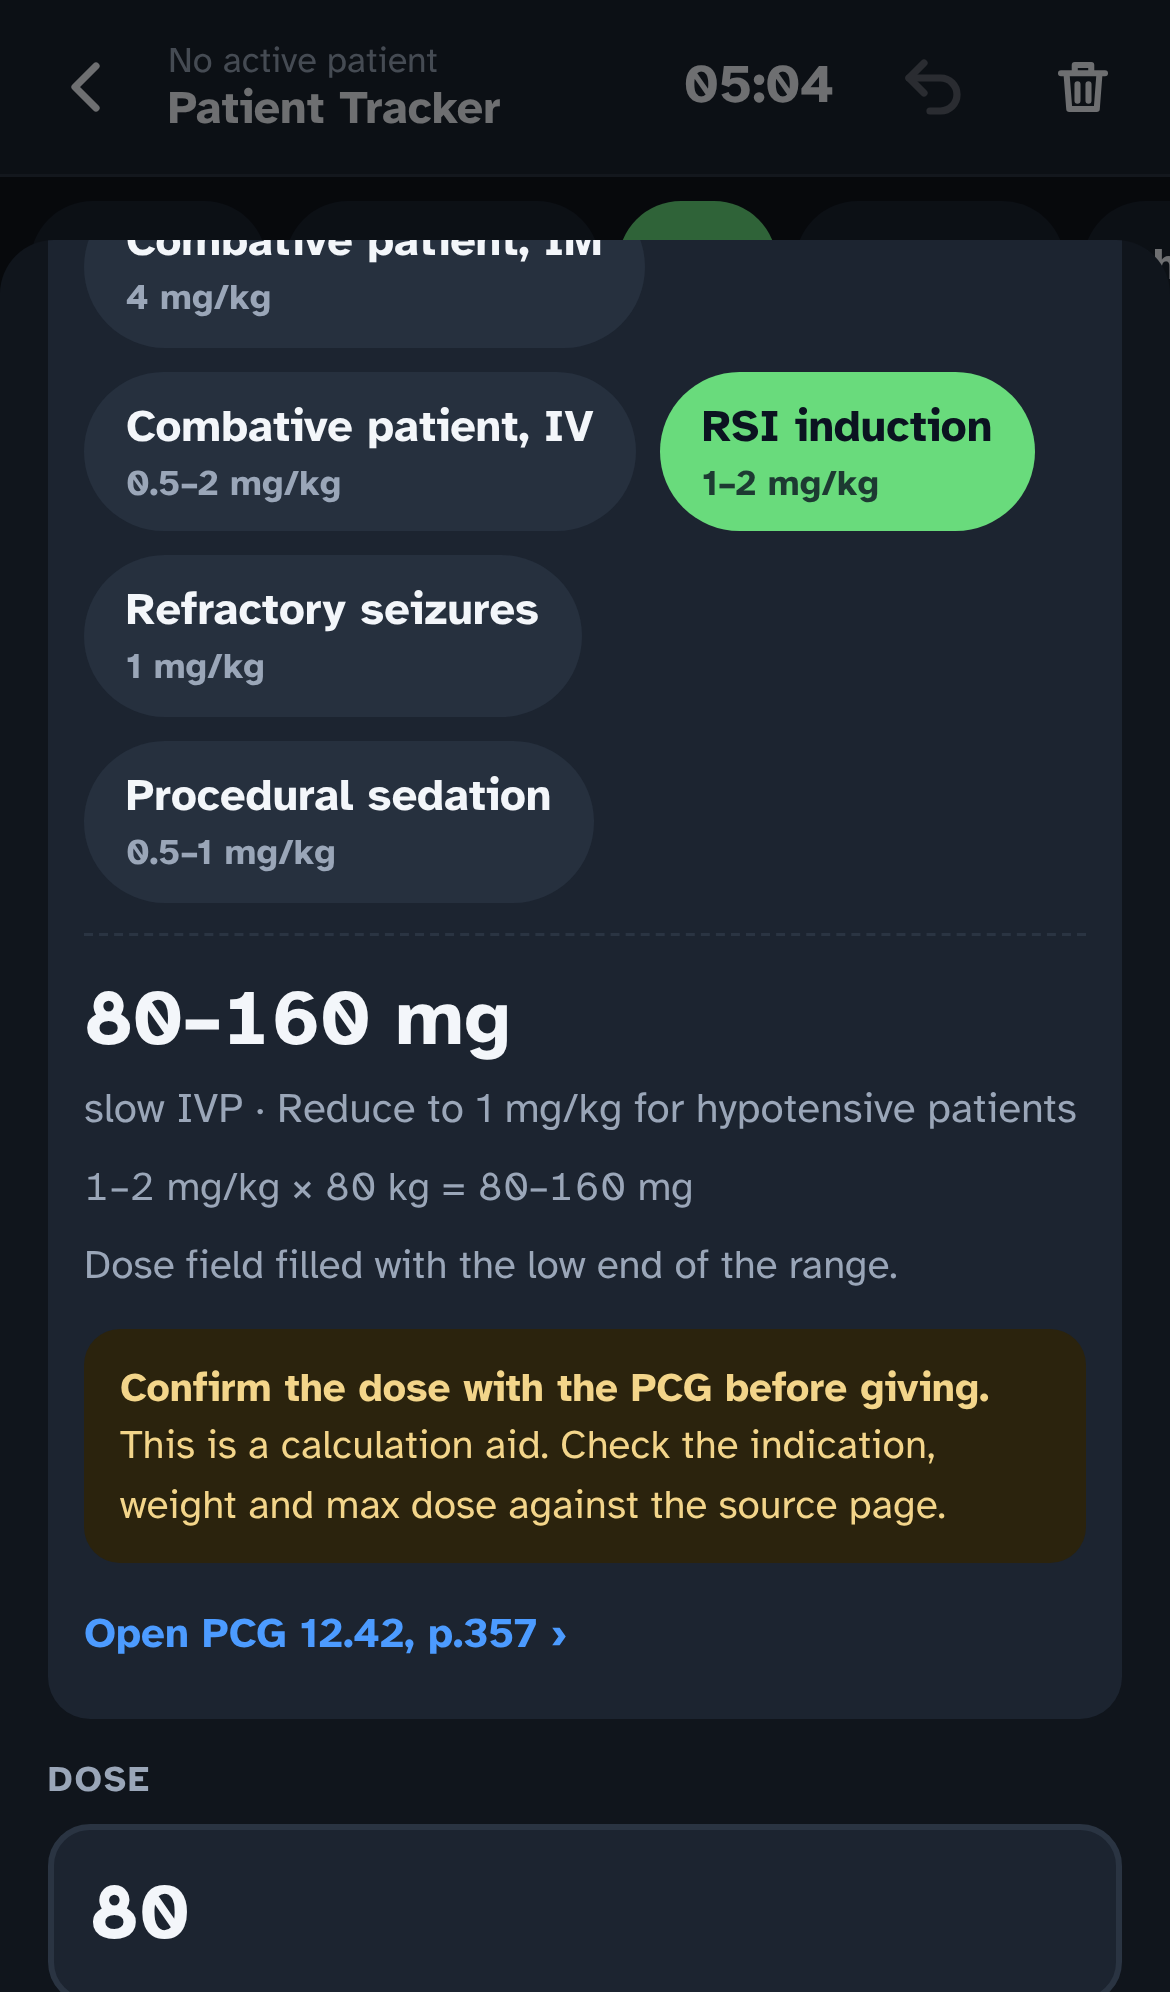 No active patient
Patient Tracker
05:04
Combative patient, IM
4 mg/kg
Combative patient, IV
0.5–2 mg/kg
RSI induction
1–2 mg/kg
Refractory seizures
1 mg/kg
Procedural sedation
0.5–1 mg/kg
80–160 mg
slow IVP · Reduce to 1 mg/kg for hypotensive patients
1–2 mg/kg × 80 kg = 80–160 mg
Dose field filled with the low end of the range.
Confirm the dose with the PCG before giving.
This is a calculation aid. Check the indication,
weight and max dose against the source page.
Open PCG 12.42, p.357 ›
DOSE
80